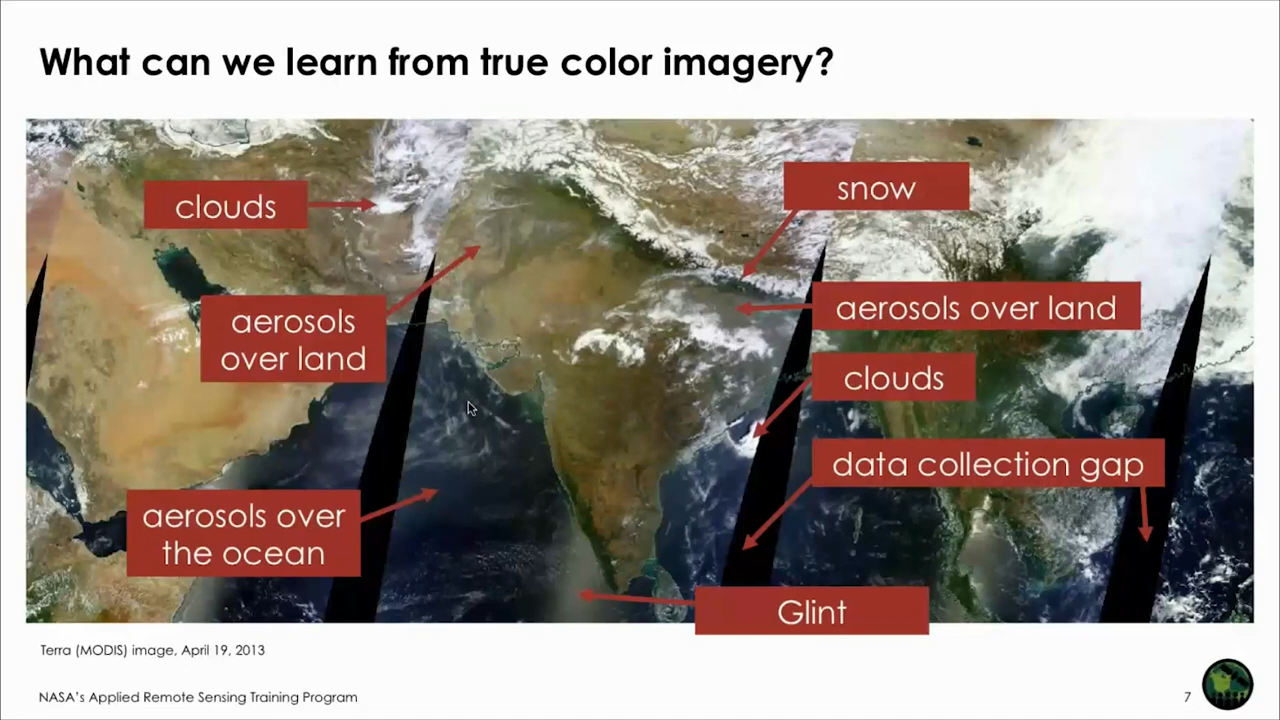 What can we learn from true color imagery?
clouds
snow
aerosols
over land
aerosols over land
clouds
data collection gap
aerosols over
the ocean
Glint
Terra (MODIS) image, April 19, 2013
NASA's Applied Remote Sensing Training Program
7